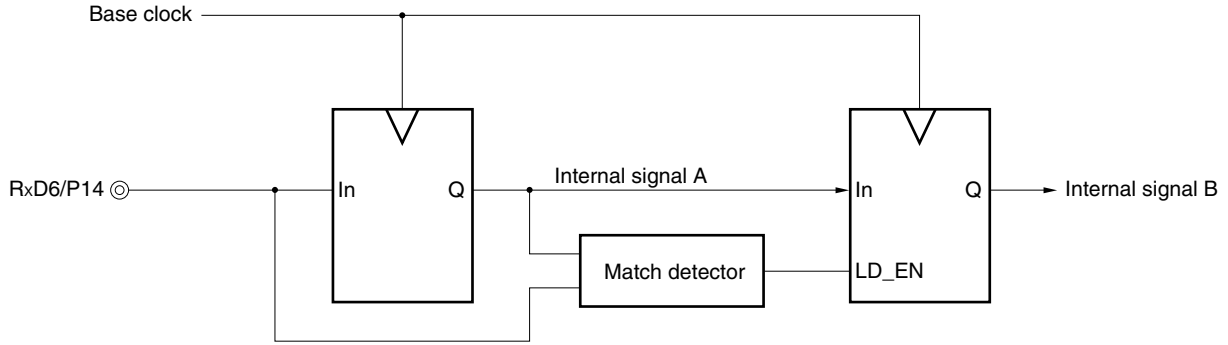 Base clock
RxD6/P14
In
Q
Internal signal A
In
Q
Internal signal B
Match detector
LD_EN